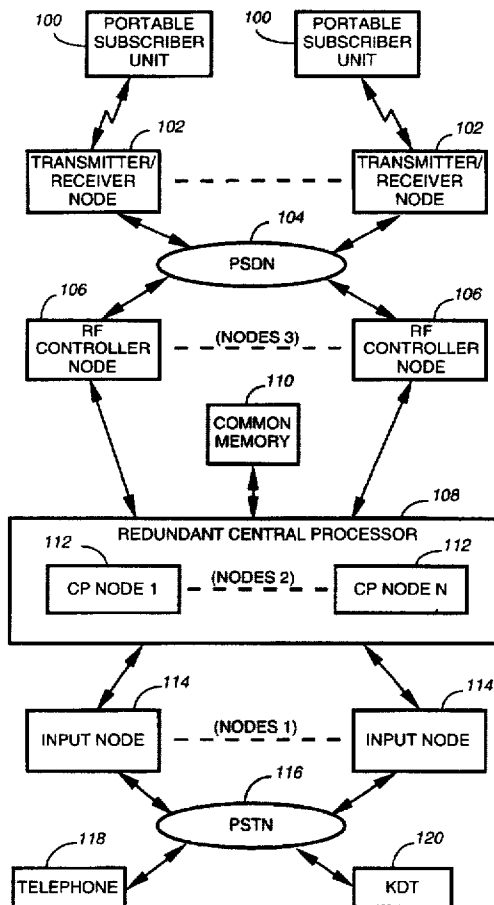 100 100
PORTABLE
SUBSCRIBER
UNIT
PORTABLE
SUBSCRIBER
UNIT
102 102
TRANSMITTER/
RECEIVER
NODE
TRANSMITTER/
RECEIVER
NODE
104
PSDN
106 106
RF
CONTROLLER
NODE
(NODES 3)
RF
CONTROLLER
NODE
110
COMMON
MEMORY
108
REDUNDANT CENTRAL PROCESSOR
112 112
CP NODE 1
(NODES 2)
CP NODE N
114 114
INPUT NODE
(NODES 1)
INPUT NODE
116
PSTN
118 120
TELEPHONE
KDT